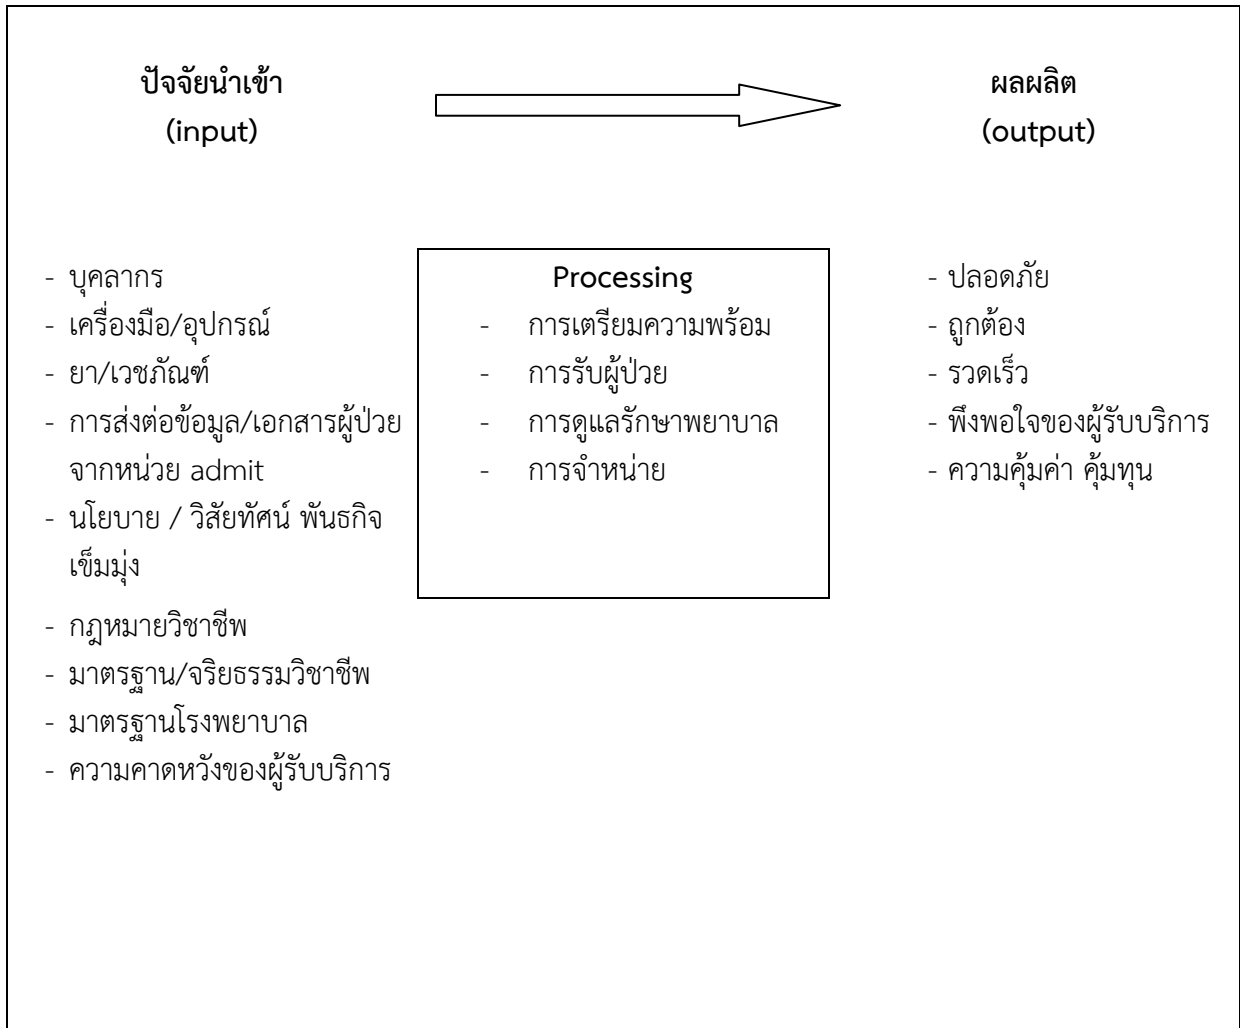 ปัจจัยนำเข้า
(input)
ผลผลิต
(output)
- บุคลากร
- เครื่องมือ/อุปกรณ์
- ยา/เวชภัณฑ์
- การส่งต่อข้อมูล/เอกสารผู้ป่วย
จากหน่วย admit
- นโยบาย / วิสัยทัศน์ พันธกิจ
เข็มมุ่ง
- กฎหมายวิชาชีพ
- มาตรฐาน/จริยธรรมวิชาชีพ
- มาตรฐานโรงพยาบาล
- ความคาดหวังของผู้รับบริการ
Processing
- การเตรียมความพร้อม
- การรับผู้ป่วย
- การดูแลรักษาพยาบาล
- การจำหน่าย
- ปลอดภัย
- ถูกต้อง
- รวดเร็ว
- พึงพอใจของผู้รับบริการ
- ความคุ้มค่า คุ้มทุน